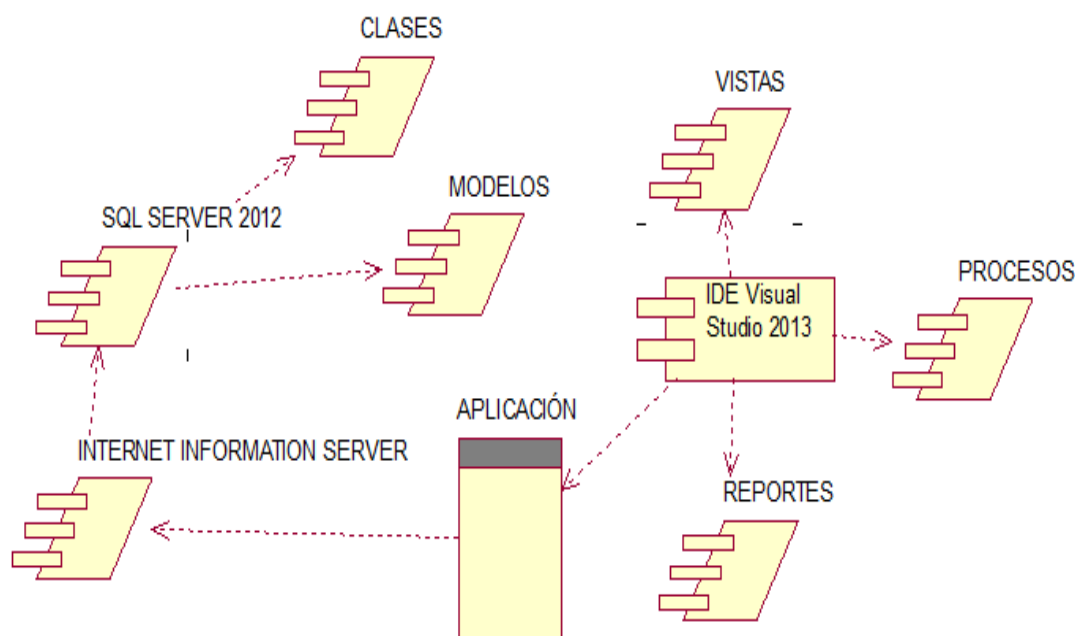 CLASES
VISTAS
MODELOS
SQL SERVER 2012
PROCESOS
IDE Visual
Studio 2013
APLICACIÓN
INTERNET INFORMATION SERVER
REPORTES